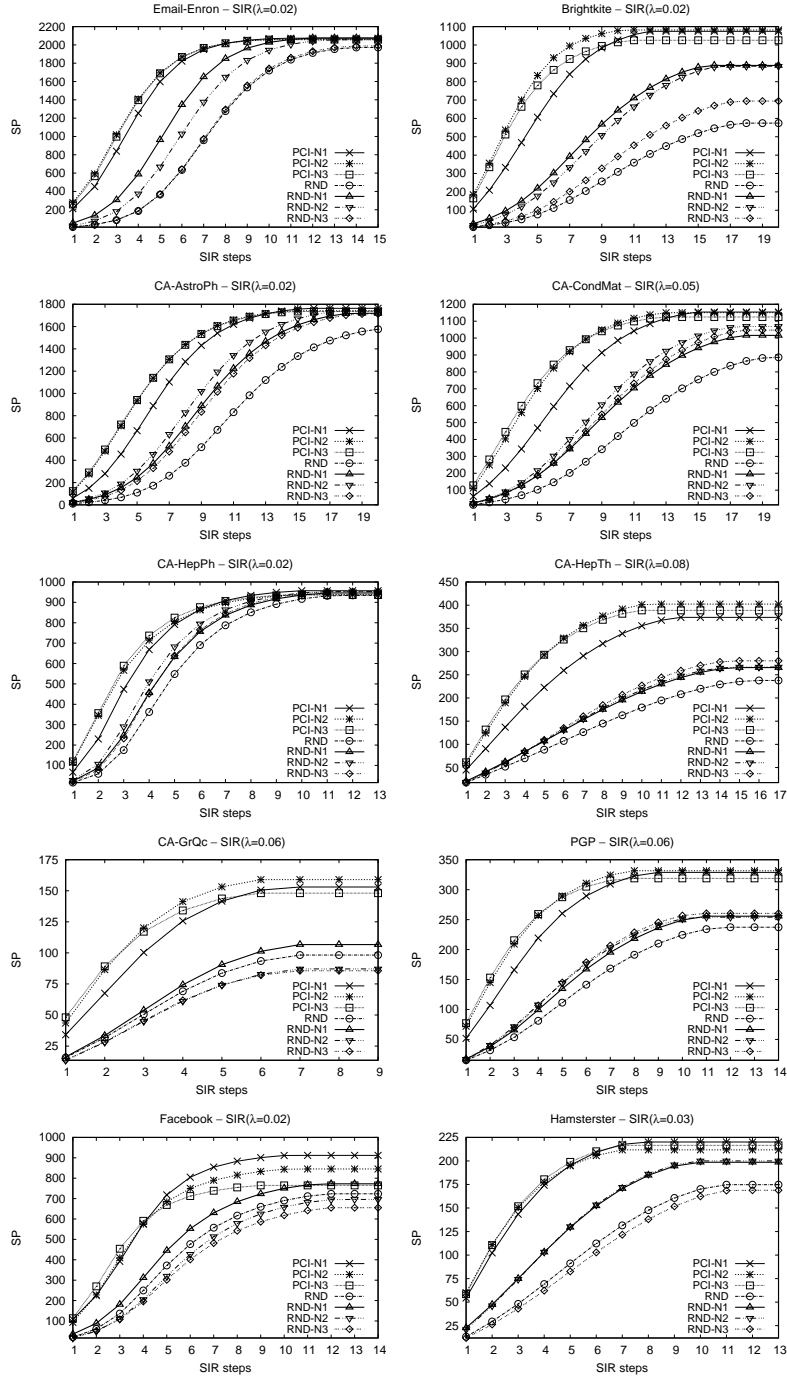 Email-Enron – SIR(λ=0.02)
2200
2000
1800
1600
1400
1200
1000
800
600
400
200
SP
PCI-N1
PCI-N2
PCI-N3
RND
RND-N1
RND-N2
RND-N3
1 2 3 4 5 6 7 8 9 10 11 12 13 14 15
SIR steps
Brightkite – SIR(λ=0.02)
1100
1000
900
800
700
600
500
400
300
200
100
SP
PCI-N1
PCI-N2
PCI-N3
RND
RND-N1
RND-N2
RND-N3
1 3 5 7 9 11 13 15 17 19
SIR steps
CA-AstroPh – SIR(λ=0.02)
1800
1600
1400
1200
1000
800
600
400
200
0
SP
PCI-N1
PCI-N2
PCI-N3
RND
RND-N1
RND-N2
RND-N3
1 3 5 7 9 11 13 15 17 19
SIR steps
CA-CondMat – SIR(λ=0.05)
1200
1100
1000
900
800
700
600
500
400
300
200
100
SP
PCI-N1
PCI-N2
PCI-N3
RND
RND-N1
RND-N2
RND-N3
1 3 5 7 9 11 13 15 17 19
SIR steps
CA-HepPh – SIR(λ=0.02)
1000
900
800
700
600
500
400
300
200
100
SP
PCI-N1
PCI-N2
PCI-N3
RND
RND-N1
RND-N2
RND-N3
1 2 3 4 5 6 7 8 9 10 11 12 13
SIR steps
CA-HepTh – SIR(λ=0.08)
450
400
350
300
250
200
150
100
50
SP
PCI-N1
PCI-N2
PCI-N3
RND
RND-N1
RND-N2
RND-N3
1 2 3 4 5 6 7 8 9 10 11 12 13 14 15 16 17
SIR steps
CA-GrQc – SIR(λ=0.06)
175
150
125
100
75
50
25
SP
PCI-N1
PCI-N2
PCI-N3
RND
RND-N1
RND-N2
RND-N3
1 2 3 4 5 6 7 8 9
SIR steps
PGP – SIR(λ=0.06)
350
300
250
200
150
100
50
SP
PCI-N1
PCI-N2
PCI-N3
RND
RND-N1
RND-N2
RND-N3
1 2 3 4 5 6 7 8 9 10 11 12 13 14
SIR steps
Facebook – SIR(λ=0.02)
1000
900
800
700
600
500
400
300
200
100
SP
PCI-N1
PCI-N2
PCI-N3
RND
RND-N1
RND-N2
RND-N3
1 2 3 4 5 6 7 8 9 10 11 12 13 14
SIR steps
Hamsterster – SIR(λ=0.03)
225
200
175
150
125
100
75
50
25
SP
PCI-N1
PCI-N2
PCI-N3
RND
RND-N1
RND-N2
RND-N3
1 2 3 4 5 6 7 8 9 10 11 12 13
SIR steps